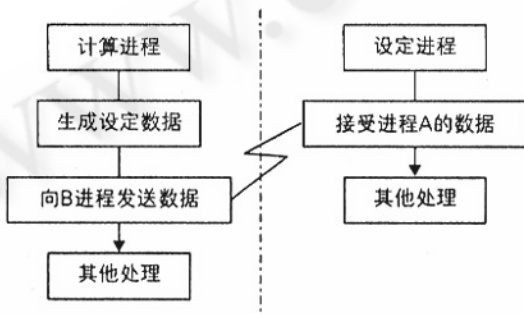 计算进程
生成设定数据
向B进程发送数据
其他处理
设定进程
接受进程A的数据
其他处理